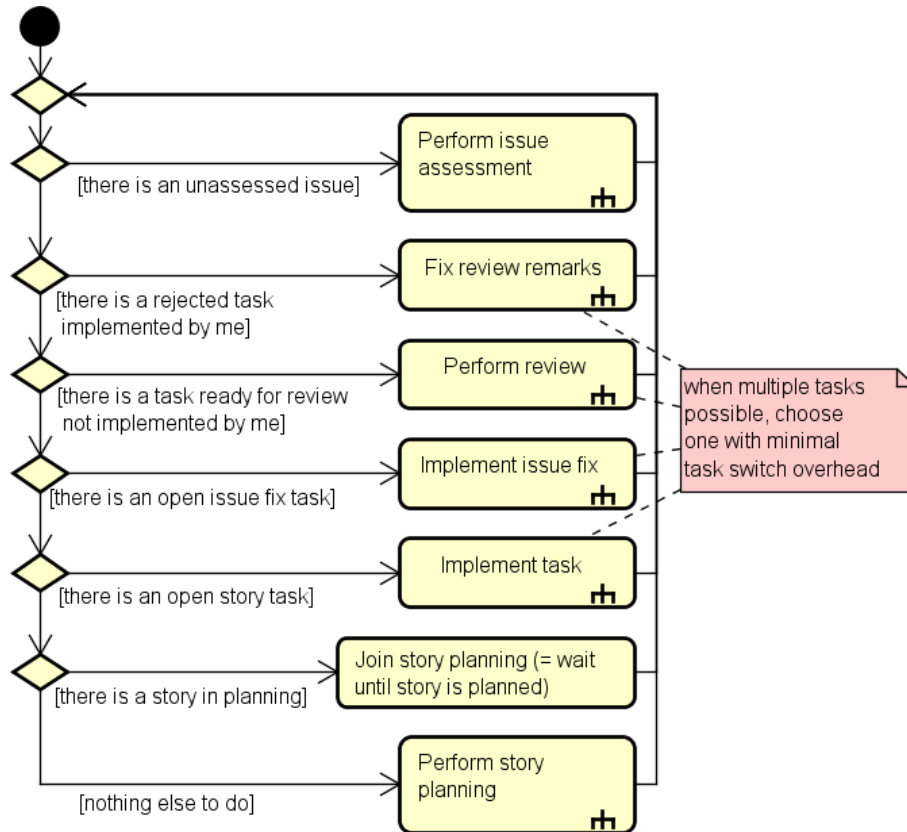 Perform issue
assessment
[there is an unassessed issue]
Fix review remarks
[there is a rejected task
implemented by me]
Perform review
[there is a task ready for review
not implemented by me]
when multiple tasks
possible, choose
one with minimal
task switch overhead
Implement issue fix
[there is an open issue fix task]
Implement task
[there is an open story task]
Join story planning (= wait
until story is planned)
[there is a story in planning]
Perform story
planning
[nothing else to do]